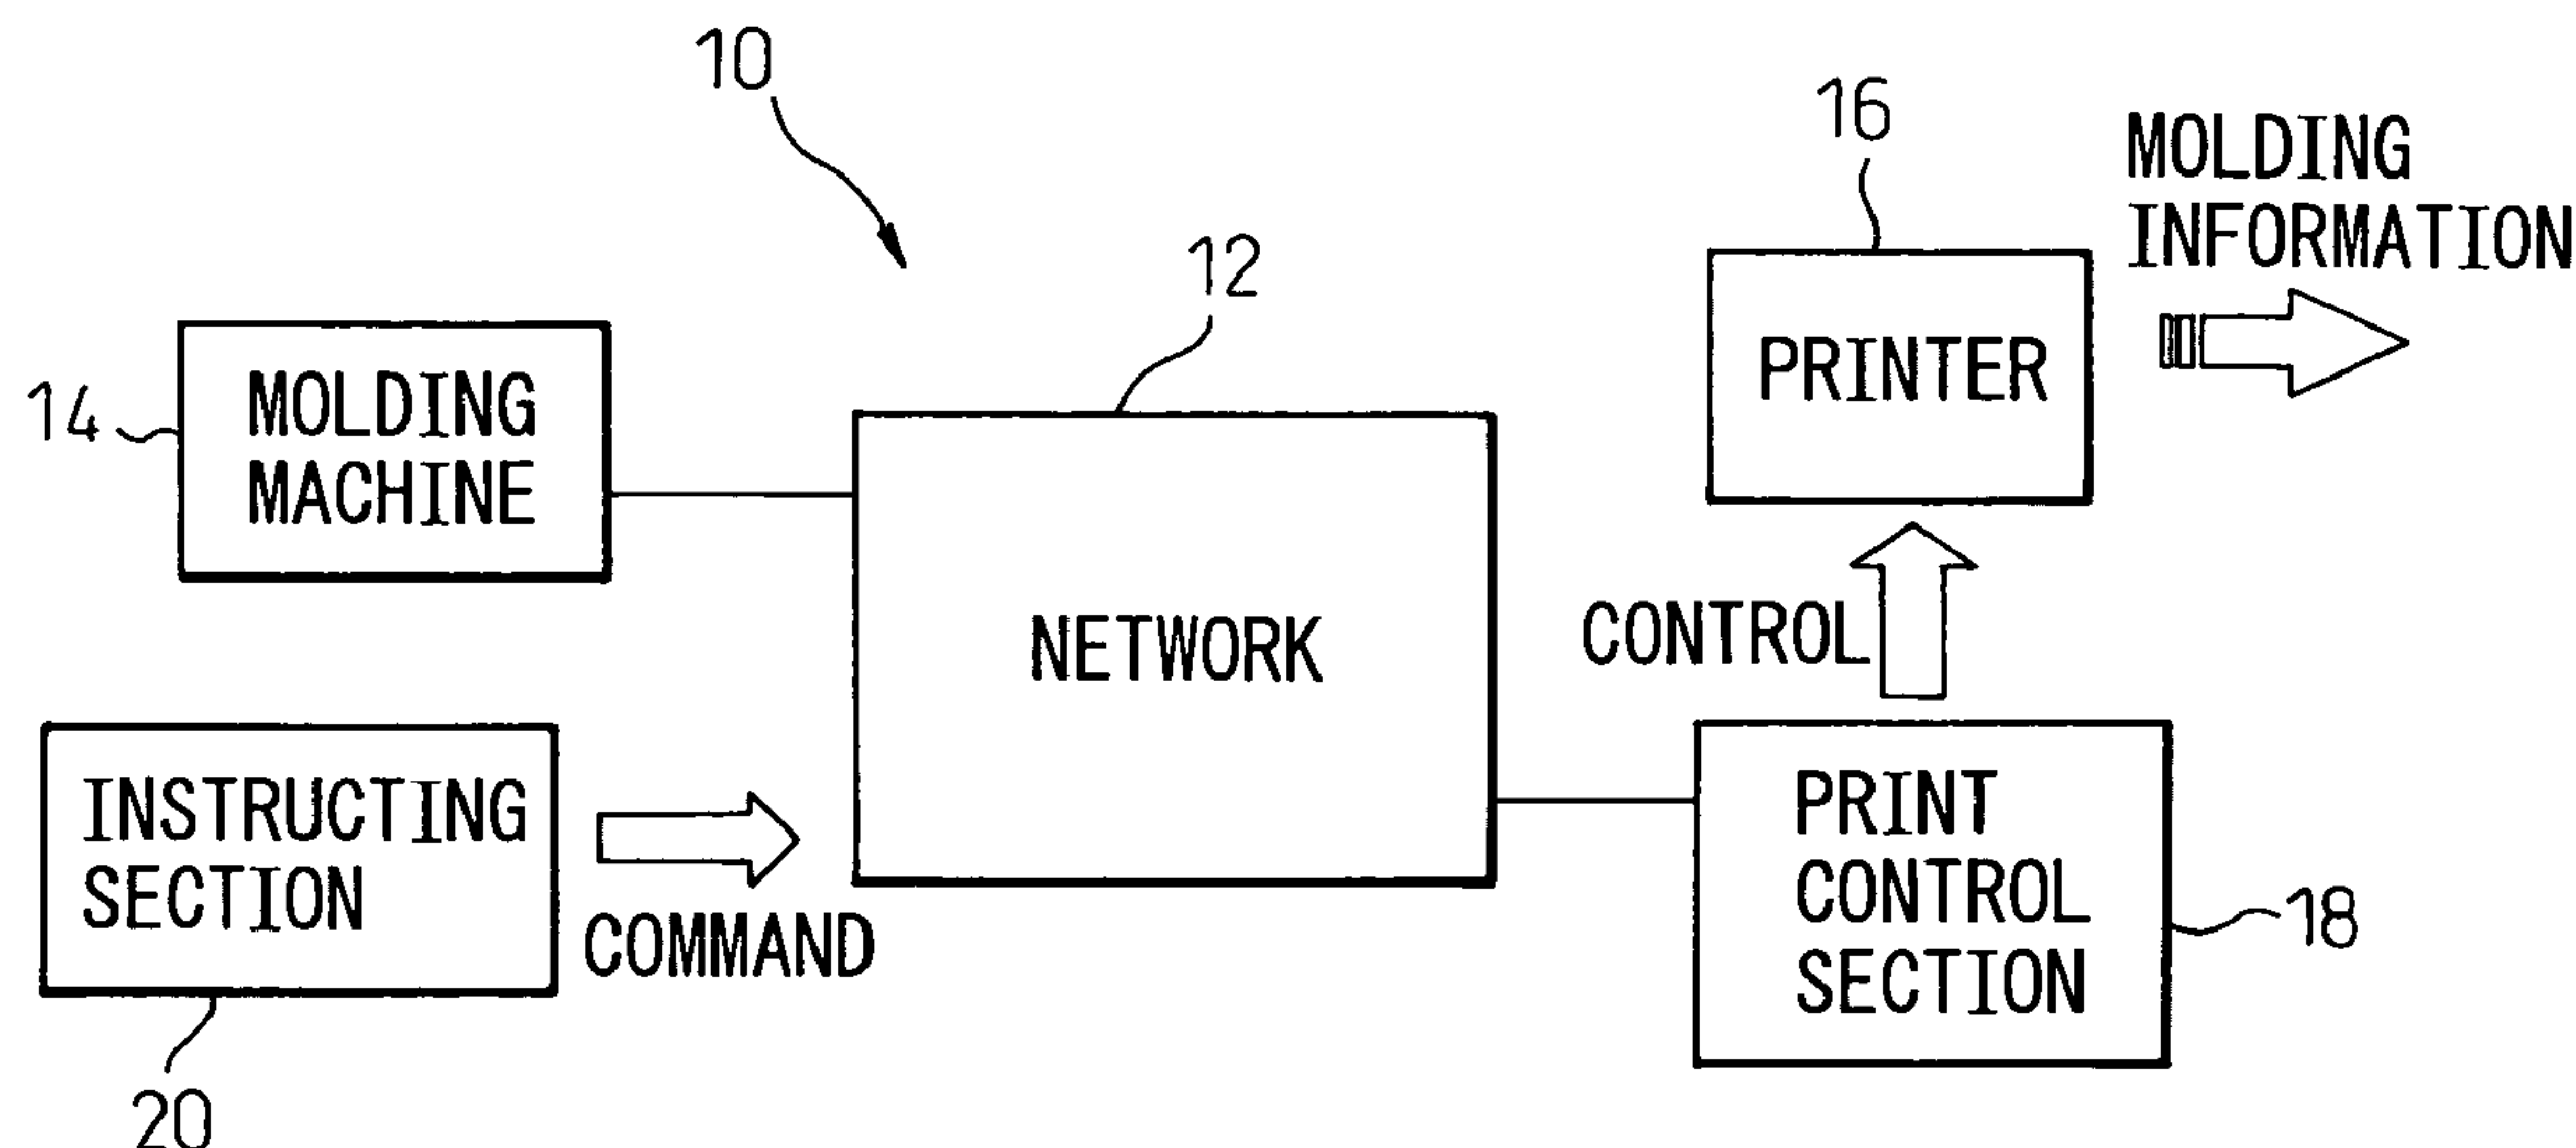 10
16
MOLDING
INFORMATION
12
14
MOLDING
MACHINE
PRINTER
NETWORK
CONTROL
INSTRUCTING
SECTION
COMMAND
PRINT
CONTROL
SECTION
18
20